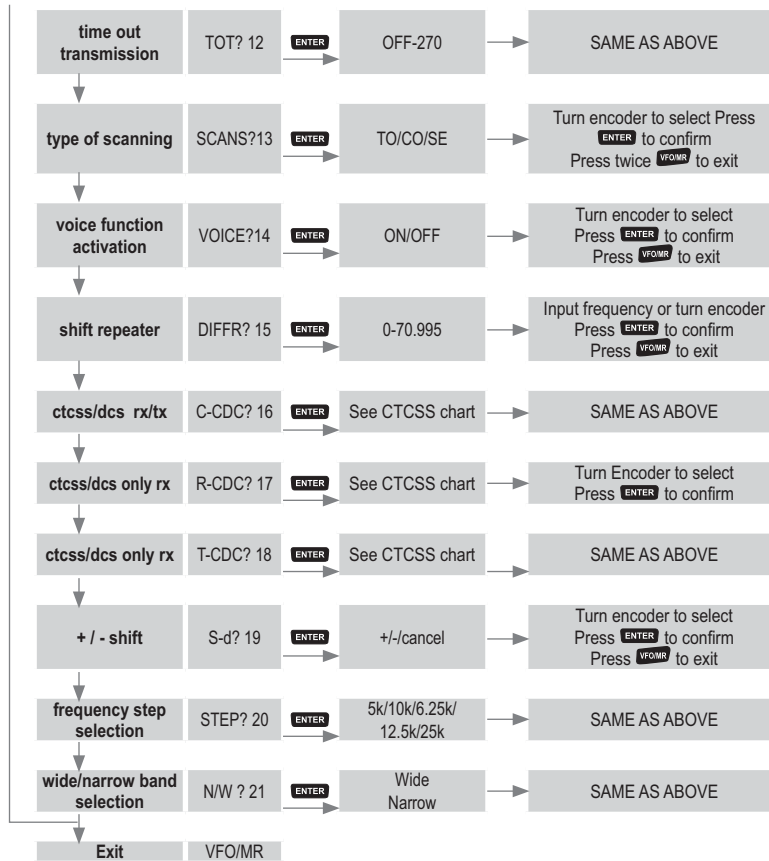 time out
transmission
TOT? 12
ENTER
OFF-270
SAME AS ABOVE
type of scanning
SCANS?13
ENTER
TO/CO/SE
Turn encoder to select Press
ENTER to confirm
Press twice VFO/MR to exit
voice function
activation
VOICE?14
ENTER
ON/OFF
Turn encoder to select
Press ENTER to confirm
Press VFO/MR to exit
shift repeater
DIFFR? 15
ENTER
0-70.995
Input frequency or turn encoder
Press ENTER to confirm
Press VFO/MR to exit
ctcss/dcs rx/tx
C-CDC? 16
ENTER
See CTCSS chart
SAME AS ABOVE
ctcss/dcs only rx
R-CDC? 17
ENTER
See CTCSS chart
Turn Encoder to select
Press ENTER to confirm
ctcss/dcs only rx
T-CDC? 18
ENTER
See CTCSS chart
SAME AS ABOVE
+ / - shift
S-d? 19
ENTER
+/-/cancel
Turn encoder to select
Press ENTER to confirm
Press VFO/MR to exit
frequency step
selection
STEP? 20
ENTER
5k/10k/6.25k/
12.5k/25k
SAME AS ABOVE
wide/narrow band
selection
N/W ? 21
ENTER
Wide
Narrow
SAME AS ABOVE
Exit
VFO/MR